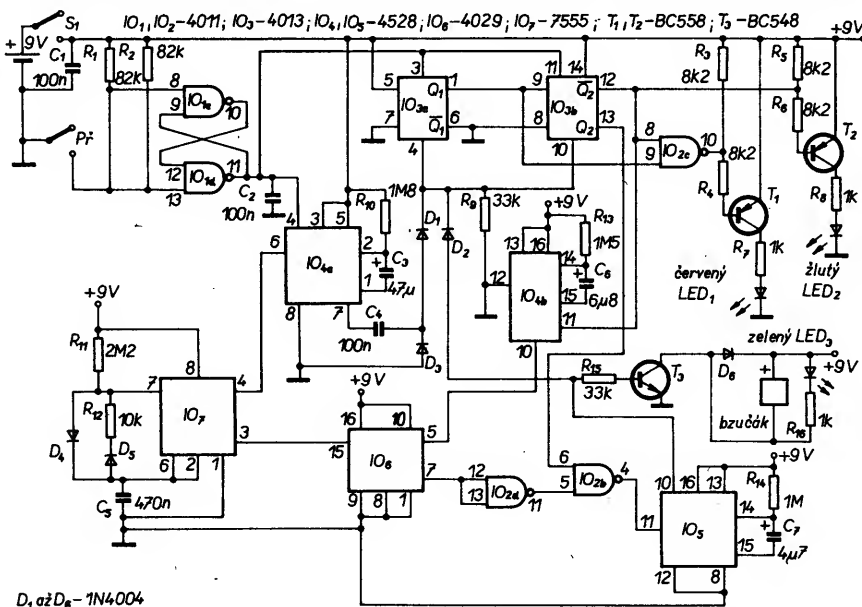 IO1, IO2-4011; IO3-4013; IO4, IO5-4528; IO6-4029; IO7-7555; T1, T2-BC558; T3-BC548
S1
+9V
+
9V
C1
100n
R1
82k
R2
82k
Př
8
9
IO1a
10
12
13
IO1d
11
C2
100n
5
3
1
IO3a
Q1
Q̄1
7
6
4
9
11
14
IO3b
Q̄2
Q2
12
13
8
10
8
9
IO2c
10
R3
8k2
R4
8k2
T1
R7
1k
červený
LED1
R5
8k2
R6
8k2
T2
R8
1k
žlutý
LED2
4
3
5
R10
1M8
6
IO4a
2
C3
+
47µ
1
8
7
C4
100n
D1
D2
D3
R9
33k
+9V
13
16
R13
1M5
14
12
IO4b
+
C6
15
6µ8
11
10
+9V
R11
2M2
8
7
IO7
4
3
R12
10k
D4
D5
6
2
1
C5
470n
+9V
16
10
5
15
IO6
7
9
8
1
12
13
IO2d
11
6
5
IO2b
4
R15
33k
T3
D6
zelený LED3
+9V
+
bzučák
R16
1k
10
16
13
+9V
R14
1M
14
11
IO5
+
C7
15
4µ7
12
8
D1 až D6-1N4004